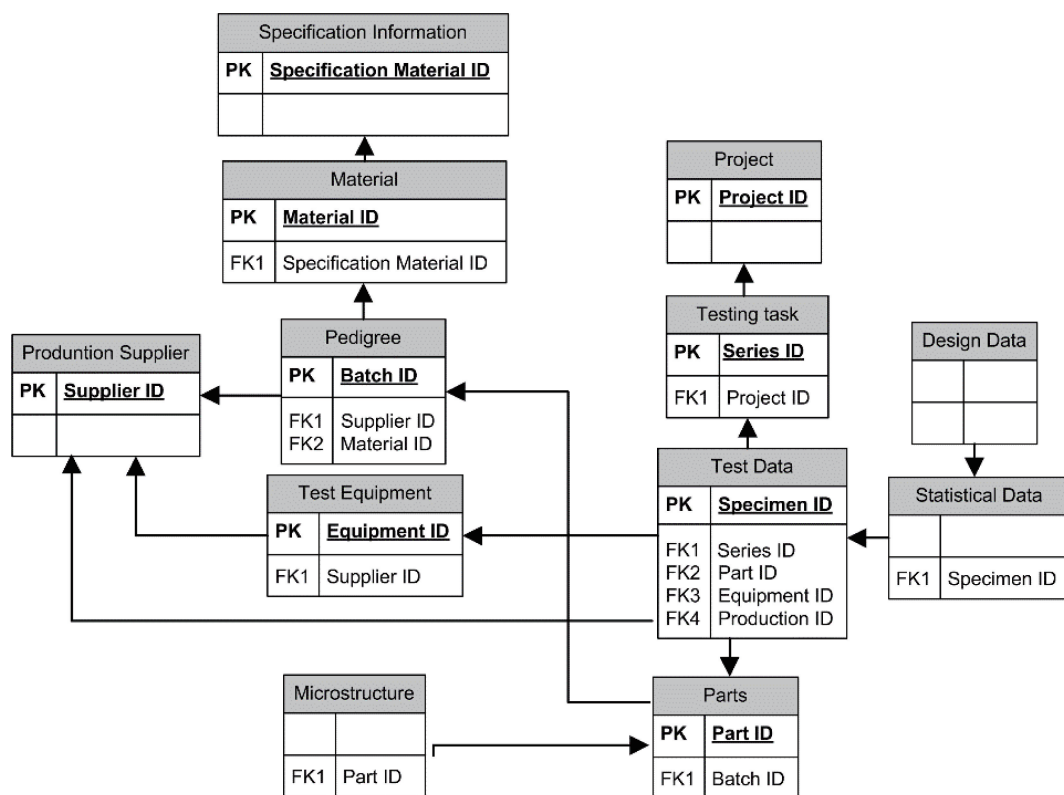 Specification Information
PK Specification Material ID
Material
PK Material ID
FK1 Specification Material ID
Project
PK Project ID
Pedigree
PK Batch ID
FK1 Supplier ID
FK2 Material ID
Prodution Supplier
PK Supplier ID
Testing task
PK Series ID
FK1 Project ID
Design Data
Test Equipment
PK Equipment ID
FK1 Supplier ID
Test Data
PK Specimen ID
FK1 Series ID
FK2 Part ID
FK3 Equipment ID
FK4 Production ID
Statistical Data
FK1 Specimen ID
Microstructure
FK1 Part ID
Parts
PK Part ID
FK1 Batch ID